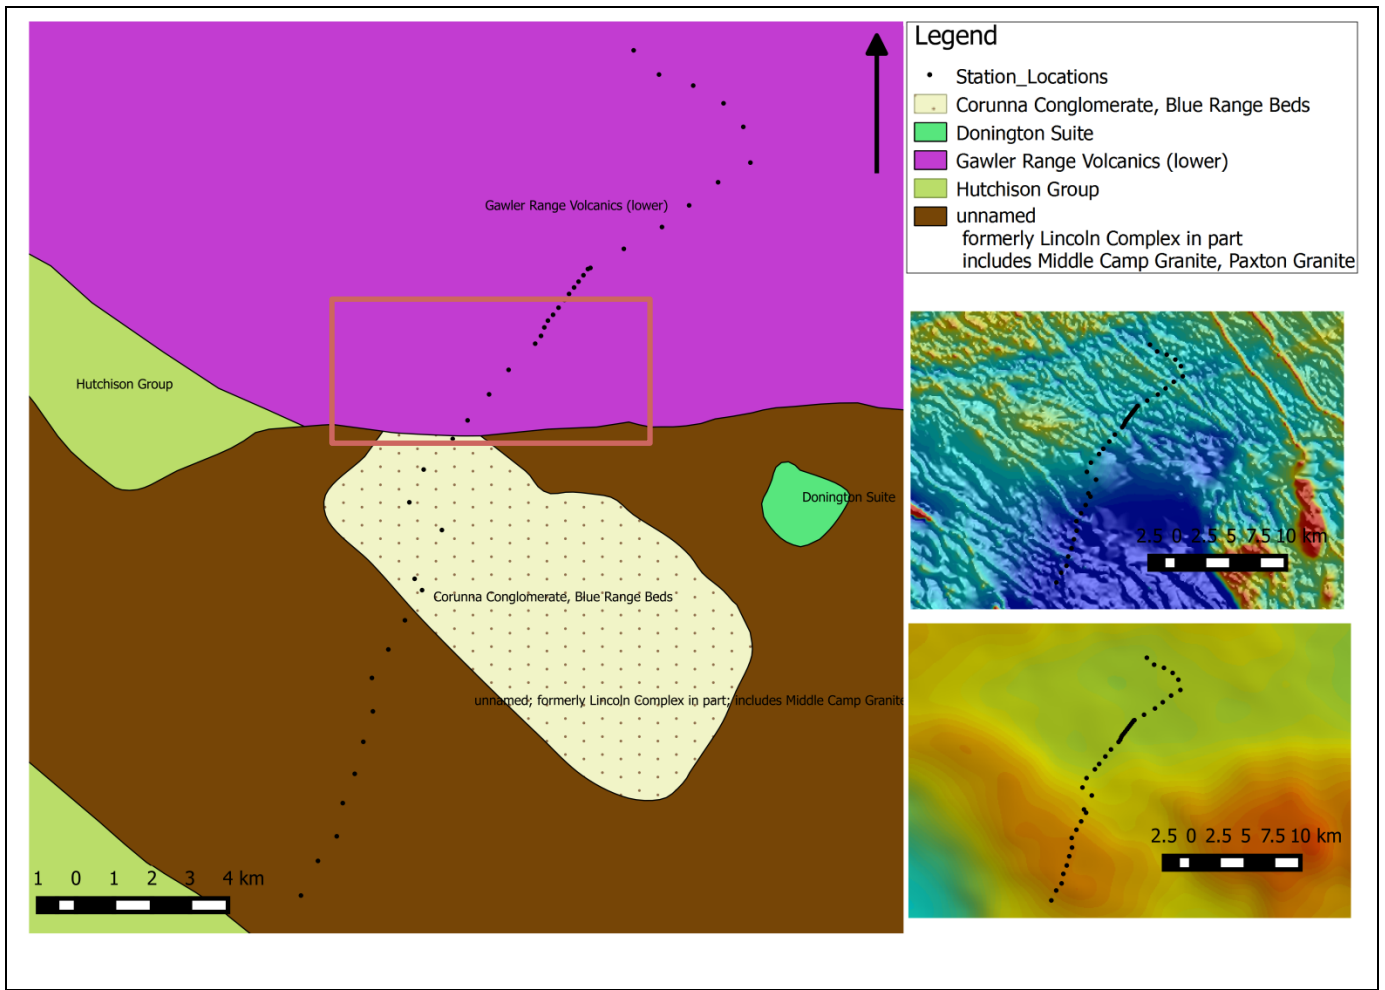 Legend
Station_Locations
Corunna Conglomerate, Blue Range Beds
Donington Suite
Gawler Range Volcanics (lower)
Hutchison Group
unnamed
formerly Lincoln Complex in part
includes Middle Camp Granite, Paxton Granite
Gawler Range Volcanics (lower)
Hutchison Group
Donington Suite
Corunna Conglomerate, Blue Range Beds
unnamed; formerly Lincoln Complex in part; includes Middle Camp Granite
1 0 1 2 3 4 km
2.5 0 2.5 5 7.5 10 km
2.5 0 2.5 5 7.5 10 km